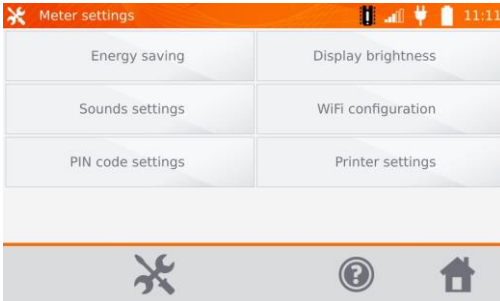 Meter settings 11:11
Energy saving Display brightness
Sounds settings WiFi configuration
PIN code settings Printer settings
?